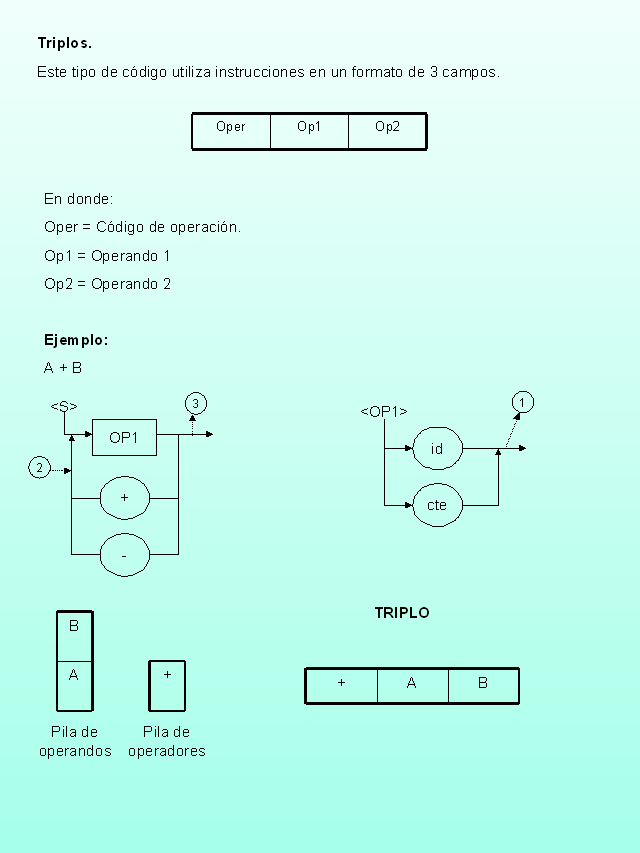 Triplos.
Este tipo de código utiliza instrucciones en un formato de 3 campos.
Oper Op1 Op2
En donde:
Oper = Código de operación.
Op1 = Operando 1
Op2 = Operando 2
Ejemplo:
A + B
<S>
3
OP1
2
+
-
<OP1>
1
id
cte
B
A
+
Pila de
operandos
Pila de
operadores
TRIPLO
+ A B